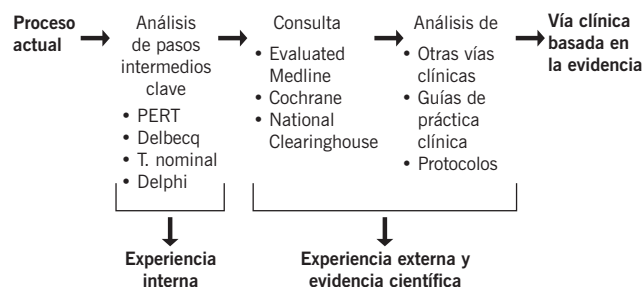 Proceso
actual
Análisis
de pasos
intermedios
clave
• PERT
• Delbecq
• T. nominal
• Delphi
Consulta
• Evaluated
Medline
• Cochrane
• National
Clearinghouse
Análisis de
• Otras vías
clínicas
• Guías de
práctica
clínica
• Protocolos
Vía clínica
basada en
la evidencia
Experiencia
interna
Experiencia externa y
evidencia científica